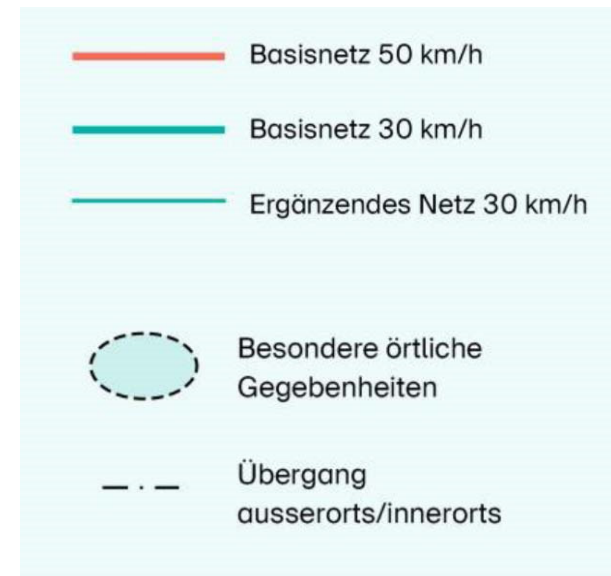 Basisnetz 50 km/h
Basisnetz 30 km/h
Ergänzendes Netz 30 km/h
Besondere örtliche
Gegebenheiten
Übergang
ausserorts/innerorts